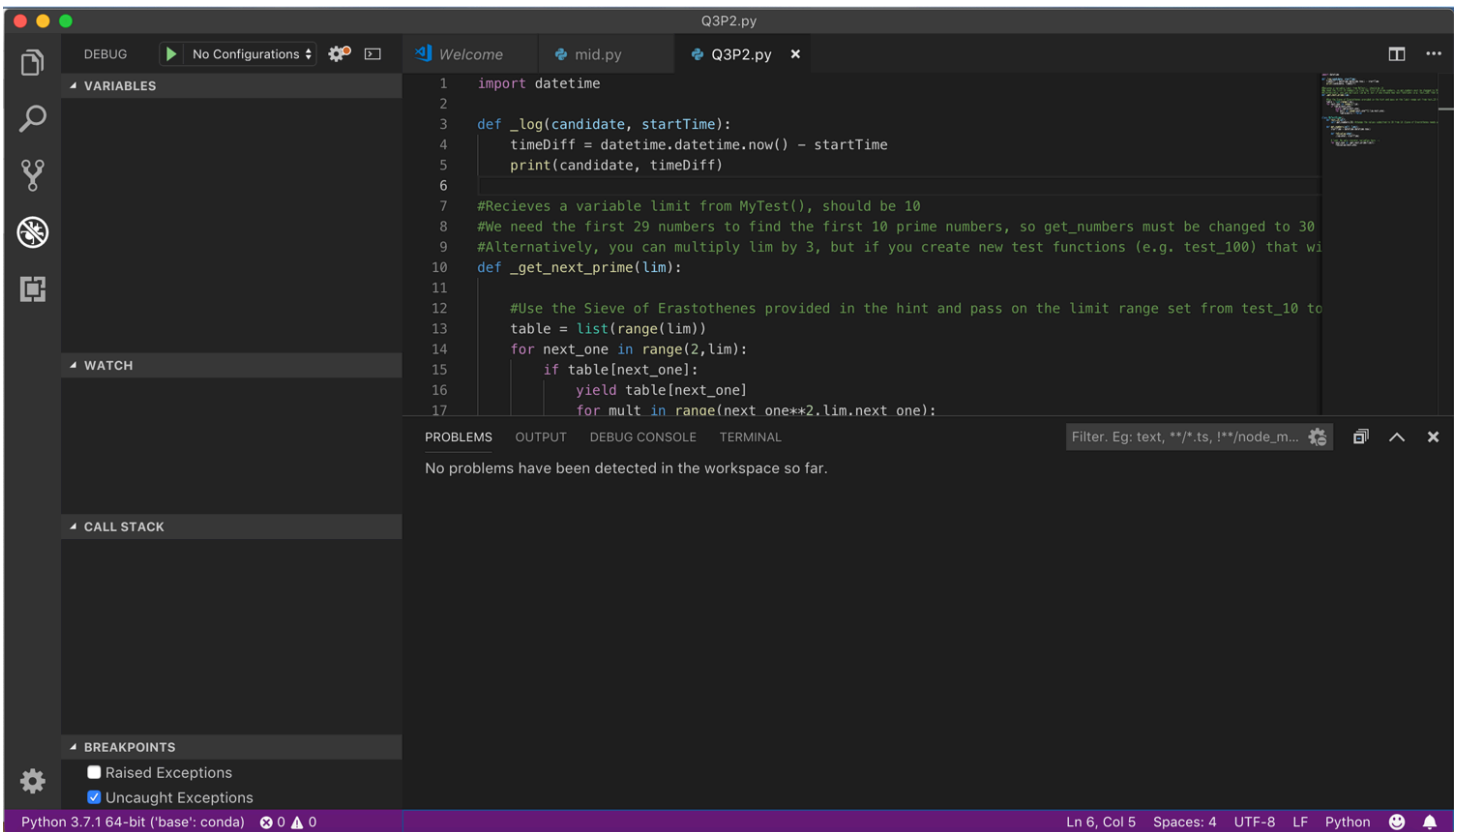 Q3P2.py
DEBUG
No Configurations
Welcome
mid.py
Q3P2.py
VARIABLES
WATCH
CALL STACK
BREAKPOINTS
Raised Exceptions
Uncaught Exceptions
1 import datetime
2
3 def _log(candidate, startTime):
4 timeDiff = datetime.datetime.now() - startTime
5 print(candidate, timeDiff)
6
7 #Recieves a variable limit from MyTest(), should be 10
8 #We need the first 29 numbers to find the first 10 prime numbers, so get_numbers must be changed to 30
9 #Alternatively, you can multiply lim by 3, but if you create new test functions (e.g. test_100) that wi
10 def _get_next_prime(lim):
11
12 #Use the Sieve of Erastothenes provided in the hint and pass on the limit range set from test_10 to
13 table = list(range(lim))
14 for next_one in range(2,lim):
15 if table[next_one]:
16 yield table[next_one]
17 for mult in range(next_one**2,lim,next_one):
PROBLEMS OUTPUT DEBUG CONSOLE TERMINAL
Filter. Eg: text, **/*.ts, !**/node_m...
No problems have been detected in the workspace so far.
Python 3.7.1 64-bit ('base': conda) 0 0
Ln 6, Col 5 Spaces: 4 UTF-8 LF Python